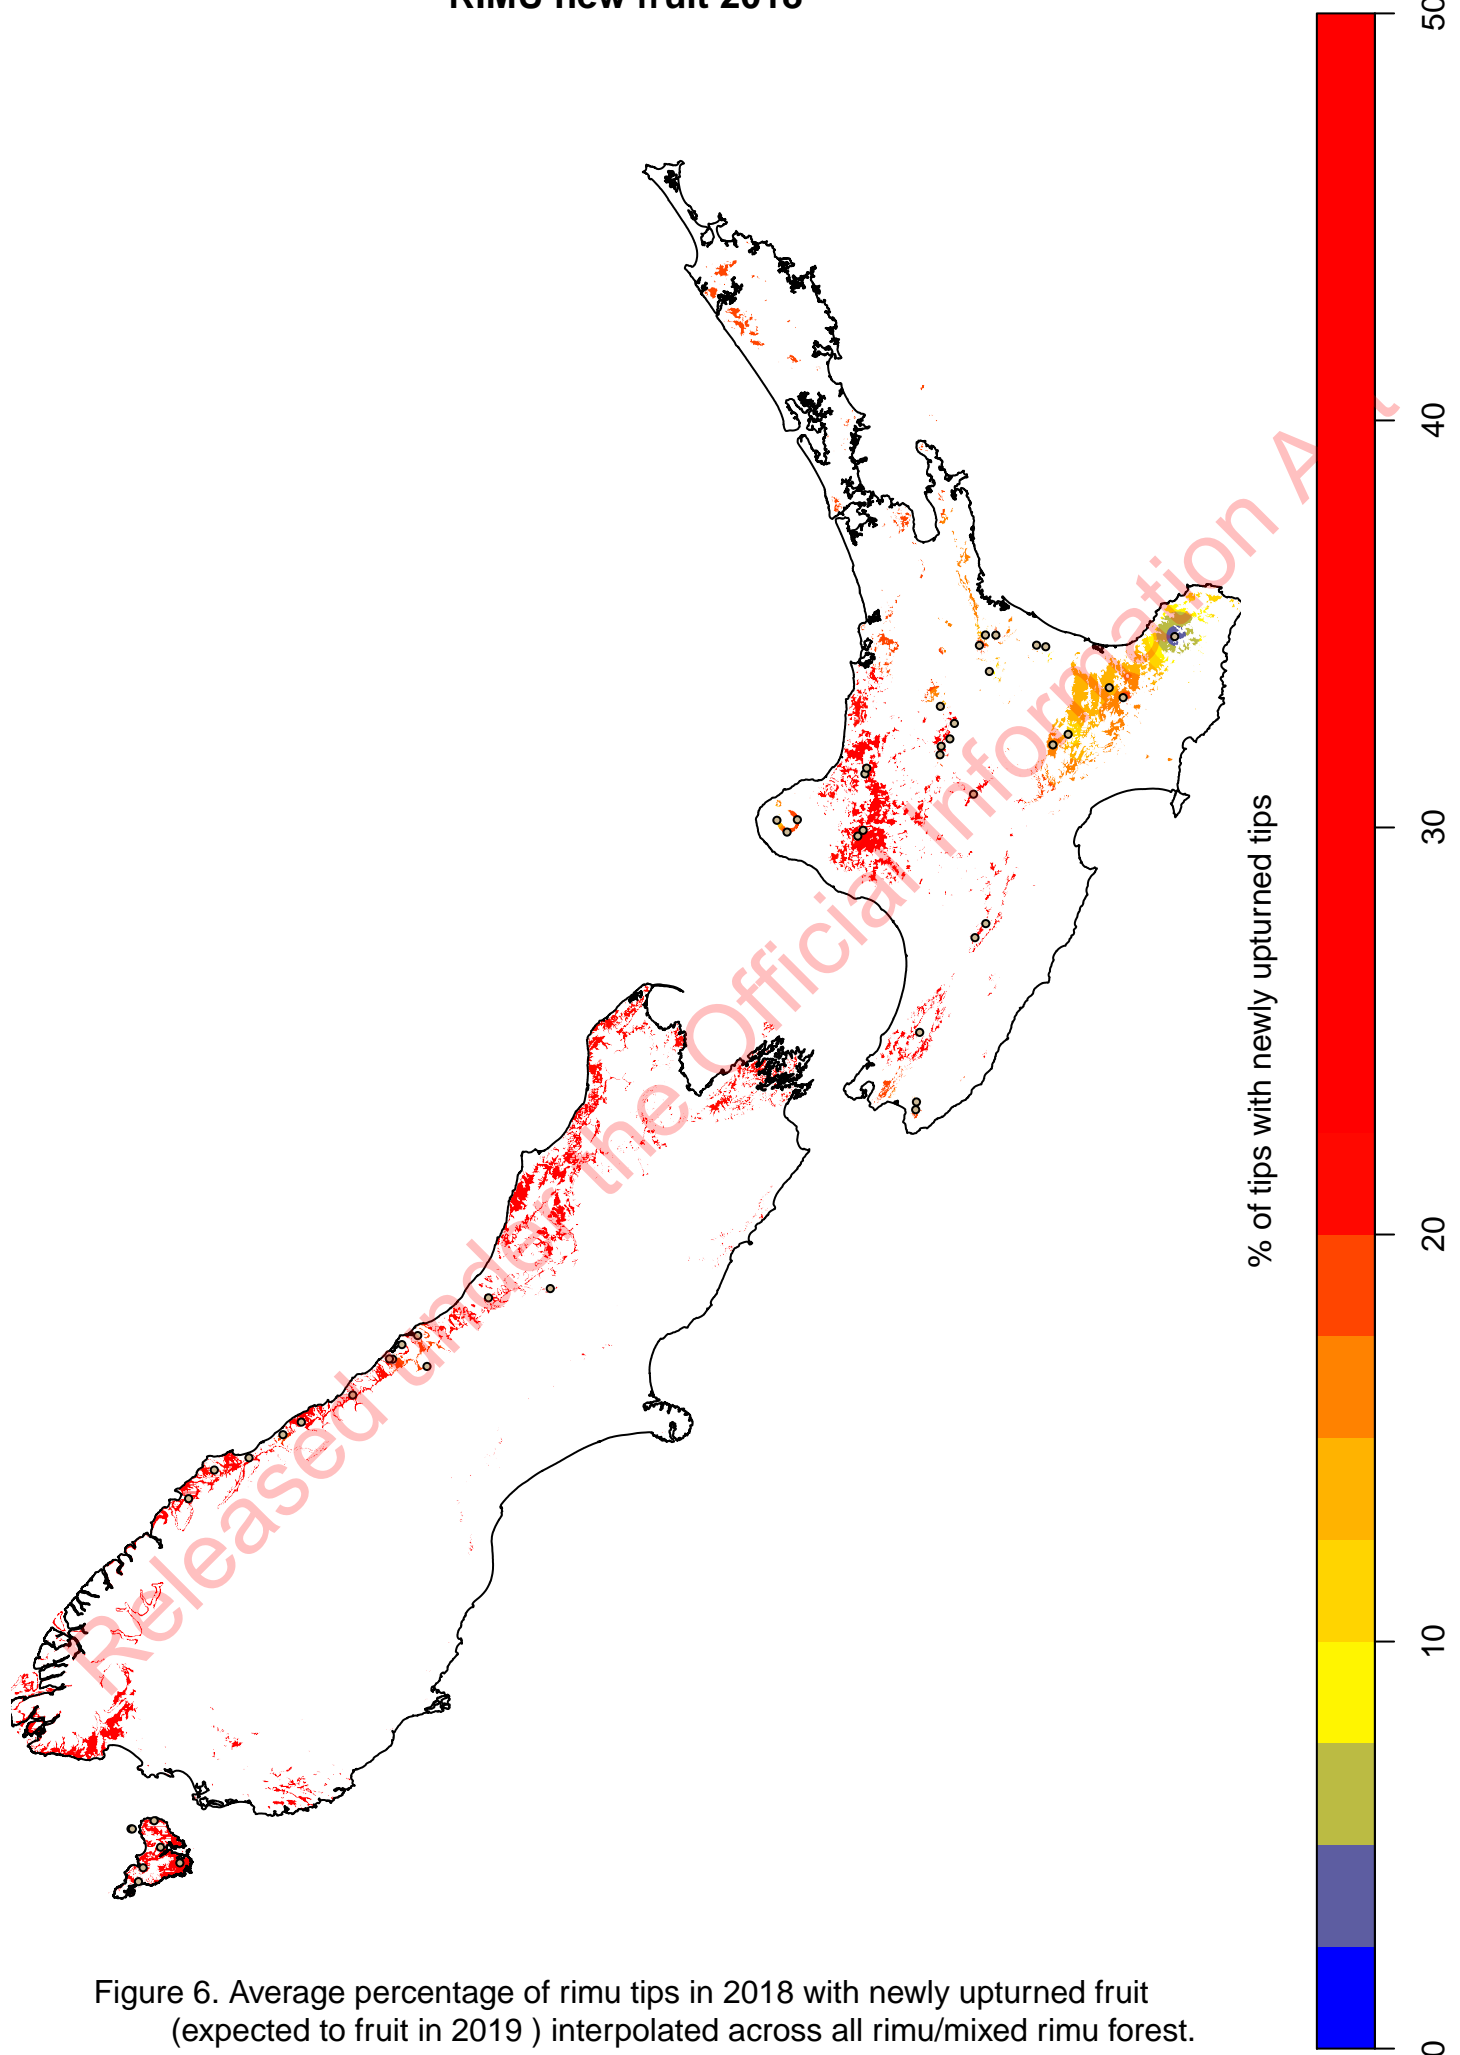 RIMU new fruit 2018
Released under the Official Information Act
% of tips with newly upturned tips
0
10
20
30
40
50
Figure 6. Average percentage of rimu tips in 2018 with newly upturned fruit
(expected to fruit in 2019 ) interpolated across all rimu/mixed rimu forest.